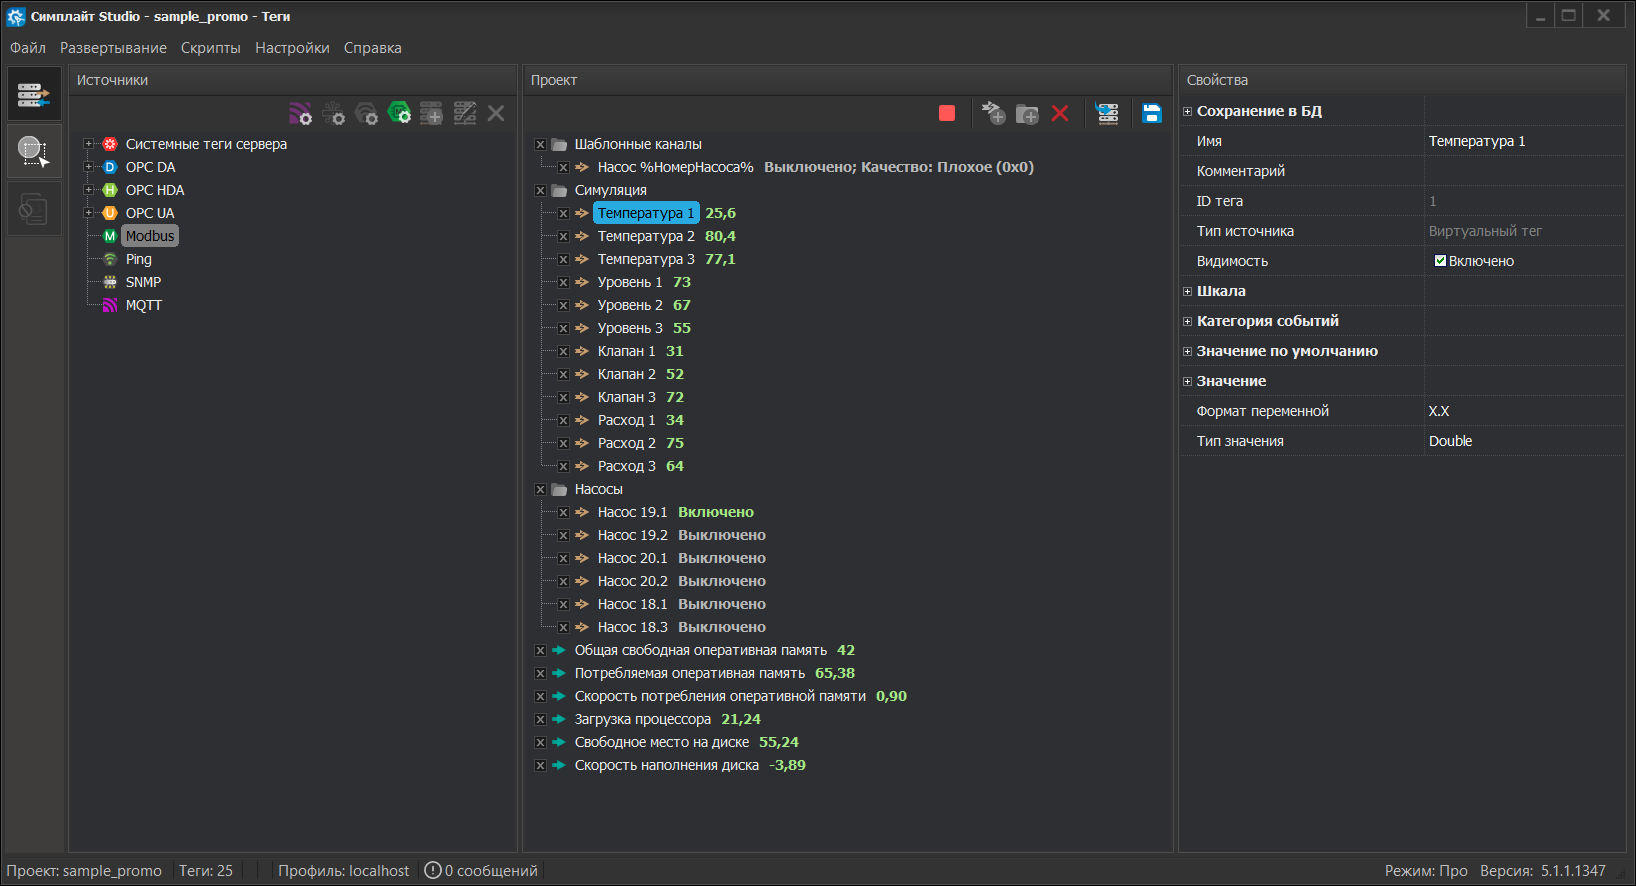 Симплайт Studio - sample_promo - Теги
Файл Развертывание Скрипты Настройки Справка
Источники
Системные теги сервера
OPC DA
OPC HDA
OPC UA
Modbus
Ping
SNMP
MQTT
Проект
Шаблонные каналы
Насос %НомерНасоса% Выключено; Качество: Плохое (0x0)
Симуляция
Температура 1 25,6
Температура 2 80,4
Температура 3 77,1
Уровень 1 73
Уровень 2 67
Уровень 3 55
Клапан 1 31
Клапан 2 52
Клапан 3 72
Расход 1 34
Расход 2 75
Расход 3 64
Насосы
Насос 19.1 Включено
Насос 19.2 Выключено
Насос 20.1 Выключено
Насос 20.2 Выключено
Насос 18.1 Выключено
Насос 18.3 Выключено
Общая свободная оперативная память 42
Потребляемая оперативная память 65,38
Скорость потребления оперативной памяти 0,90
Загрузка процессора 21,24
Свободное место на диске 55,24
Скорость наполнения диска -3,89
Свойства
Сохранение в БД
Имя Температура 1
Комментарий
ID тега 1
Тип источника Виртуальный тег
Видимость Включено
Шкала
Категория событий
Значение по умолчанию
Значение
Формат переменной X.X
Тип значения Double
Проект: sample_promo Теги: 25 Профиль: localhost 0 сообщений Режим: Про Версия: 5.1.1.1347